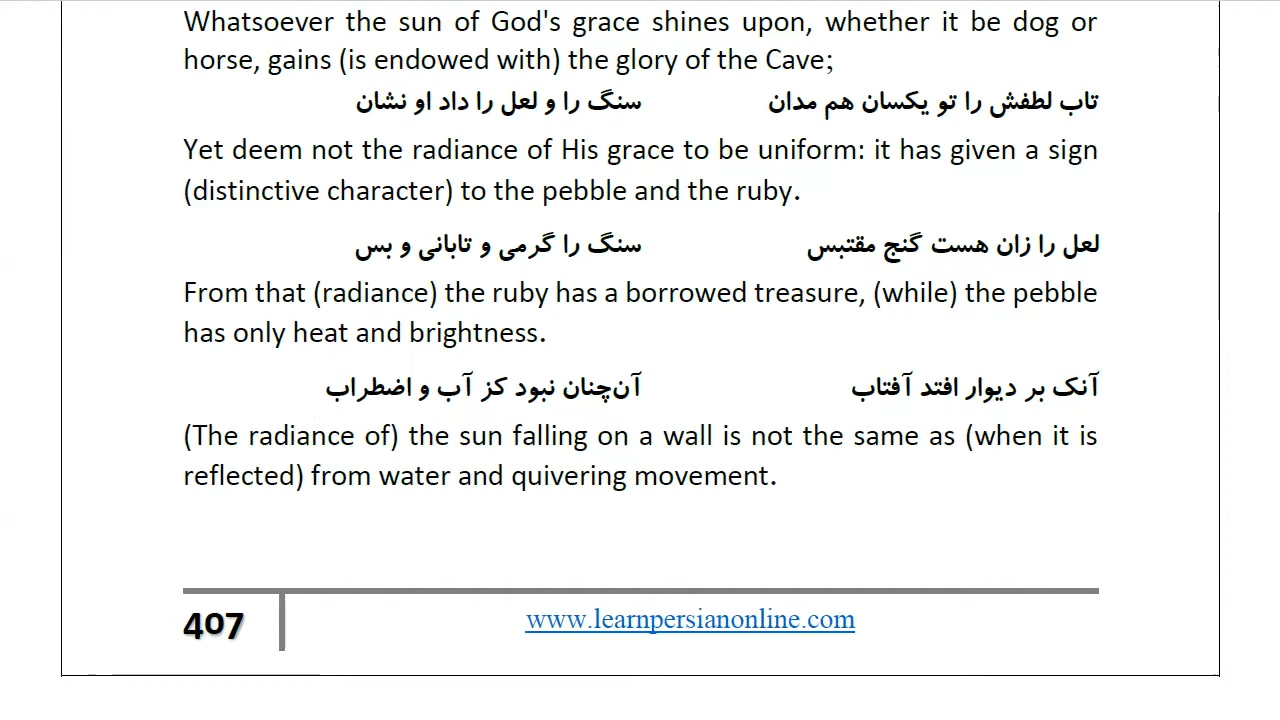 Whatsoever the sun of God's grace shines upon, whether it be dog or
horse, gains (is endowed with) the glory of the Cave;
تاب لطفش را تو یکسان هم مدان سنگ را و لعل را داد او نشان
Yet deem not the radiance of His grace to be uniform: it has given a sign
(distinctive character) to the pebble and the ruby.
لعل را زان هست گنج مقتبس سنگ را گرمی و تابانی و بس
From that (radiance) the ruby has a borrowed treasure, (while) the pebble
has only heat and brightness.
آنک بر دیوار افتد آفتاب آن‌چنان نبود کز آب و اضطراب
(The radiance of) the sun falling on a wall is not the same as (when it is
reflected) from water and quivering movement.
407
www.learnpersianonline.com